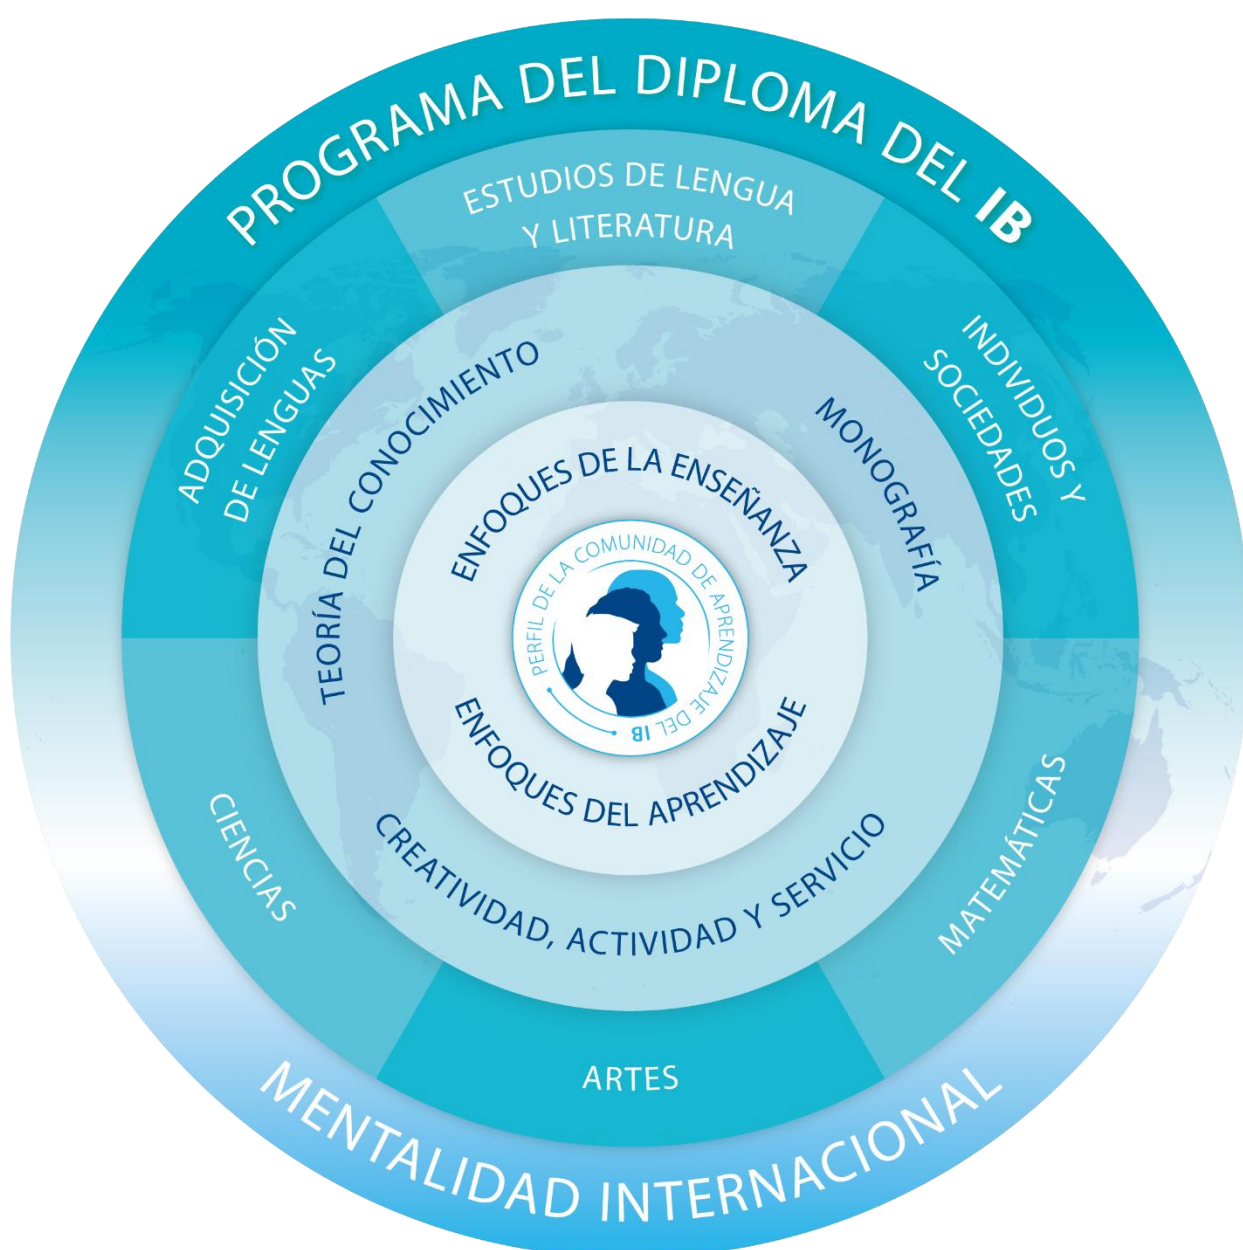 PROGRAMA DEL DIPLOMA DEL IB
ESTUDIOS DE LENGUA
Y LITERATURA
ADQUISICIÓN
DE LENGUAS
INDIVIDUOS Y
SOCIEDADES
TEORÍA DEL CONOCIMIENTO
MONOGRAFÍA
ENFOQUES DE LA ENSEÑANZA
PERFIL DE LA COMUNIDAD DE APRENDIZAJE DEL IB
ENFOQUES DEL APRENDIZAJE
CREATIVIDAD, ACTIVIDAD Y SERVICIO
CIENCIAS
MATEMÁTICAS
ARTES
MENTALIDAD INTERNACIONAL